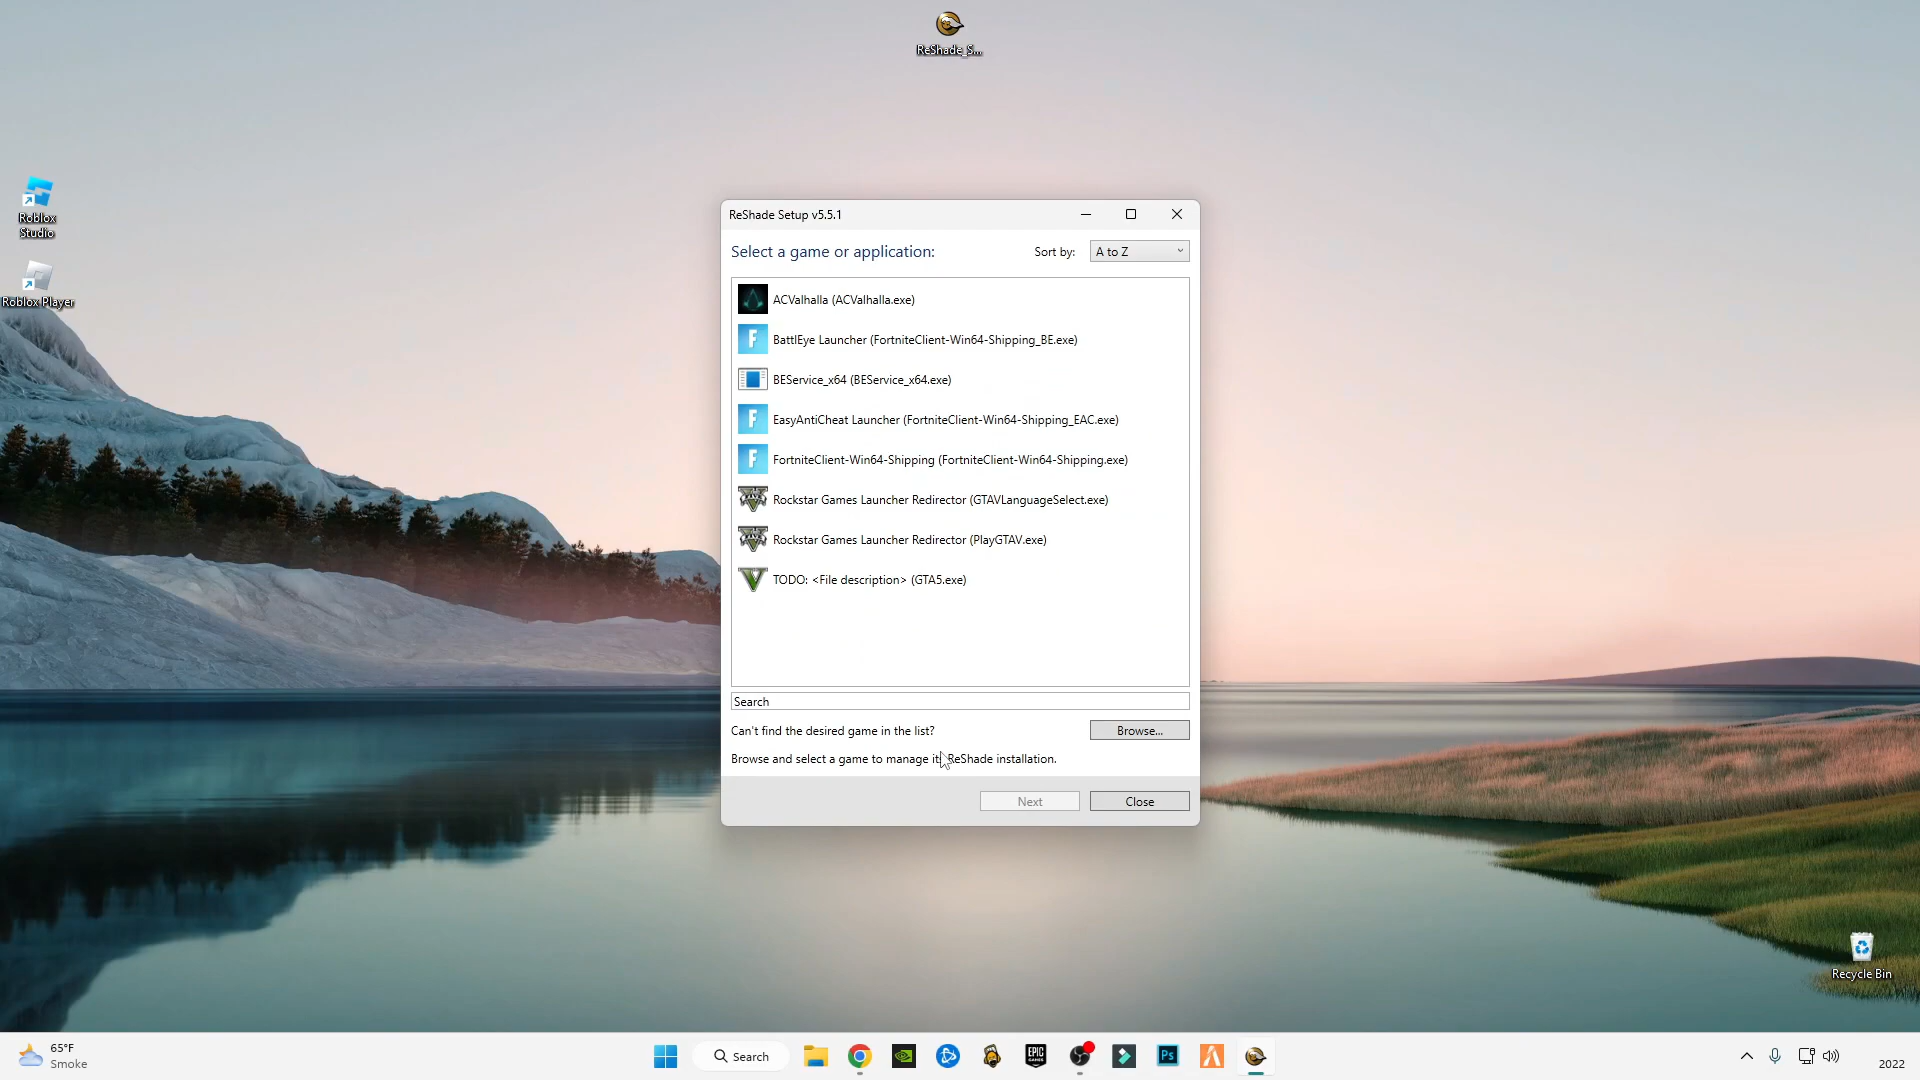 ReShade_S...
Roblox
Studio
Roblox Player
ReShade Setup v5.5.1
Select a game or application:
Sort by:
A to Z
ACValhalla (ACValhalla.exe)
BattlEye Launcher (FortniteClient-Win64-Shipping_BE.exe)
BEService_x64 (BEService_x64.exe)
EasyAntiCheat Launcher (FortniteClient-Win64-Shipping_EAC.exe)
FortniteClient-Win64-Shipping (FortniteClient-Win64-Shipping.exe)
Rockstar Games Launcher Redirector (GTAVLanguageSelect.exe)
Rockstar Games Launcher Redirector (PlayGTAV.exe)
TODO: <File description> (GTA5.exe)
Search
Can't find the desired game in the list?
Browse...
Browse and select a game to manage its ReShade installation.
Next
Close
Recycle Bin
65°F
Smoke
Search
EPIC
GAMES
Ps
2022